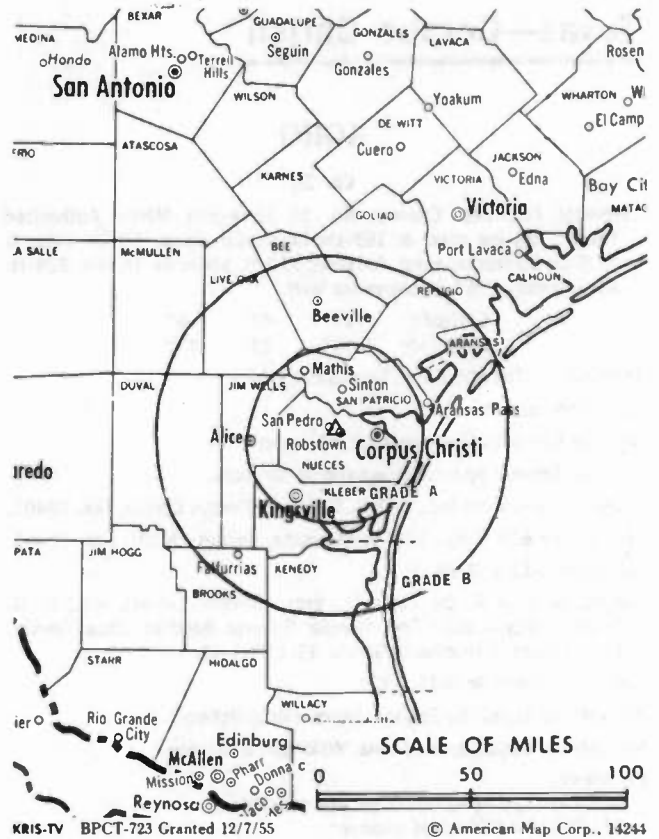 BEXAR
GUADALUPE
MEDINA
Hondo
Alamo Hts.
Terrell
Hills
San Antonio
Seguin
GONZALES
Gonzales
LAVACA
Rosen
WILSON
Yoakum
WHARTON
El Camp
DE WITT
Cuero
ATASCOSA
KARNES
VICTORIA
JACKSON
Edna
Bay Cit
MATAG
GOLIAD
Victoria
Port Lavaca
CALHOUN
A SALLE
McMULLEN
BEE
LIVE OAK
REFUGIO
Beeville
ARANSAS
Mathis
Sinton
SAN PATRICIO
Aransas Pass
DUVAL
JIM WELLS
San Pedro
Alice
Robstown
Corpus Christi
NUECES
uredo
KLEBER
GRADE A
Kingsville
PATA
JIM HOGG
Falfurrias
KENEDY
GRADE B
BROOKS
STARR
HIDALGO
WILLACY
ier
Rio Grande
City
Edinburg
McAllen
Mission
Pharr
Donna
Reynosa
SCALE OF MILES
0 50 100
KRIS-TV BPCT-723 Granted 12/7/55 © American Map Corp., 14244